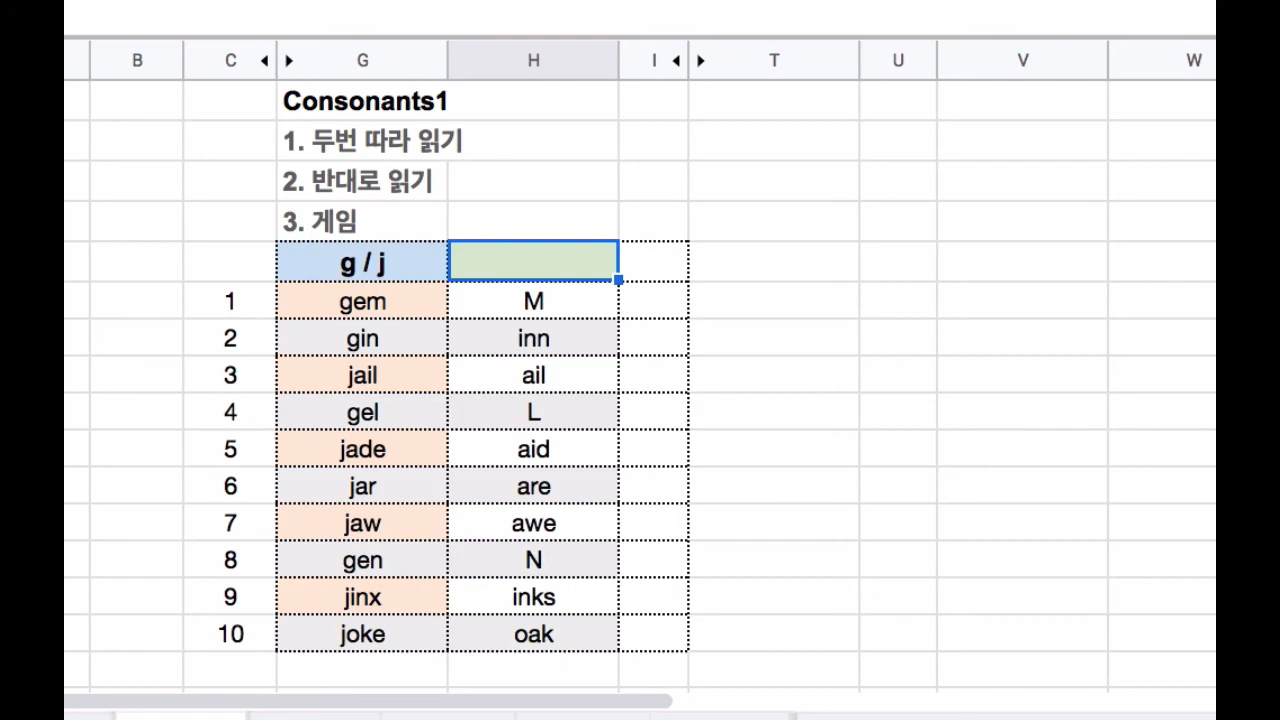 B C G H I T U V W
Consonants1
1. 두번 따라 읽기
2. 반대로 읽기
3. 게임
g / j
1 gem M
2 gin inn
3 jail ail
4 gel L
5 jade aid
6 jar are
7 jaw awe
8 gen N
9 jinx inks
10 joke oak